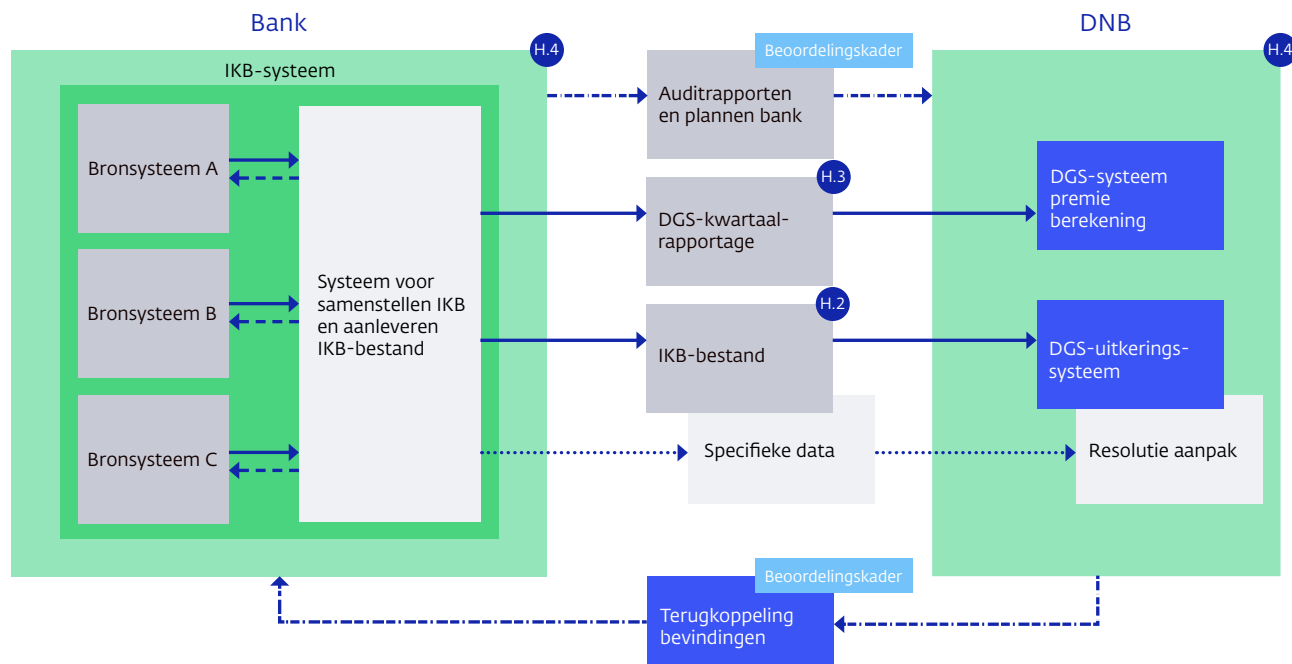 Bank
DNB
H.4
H.4
Beoordelingskader
IKB-systeem
Auditrapporten
en plannen bank
Bronsysteem A
H.3
DGS-kwartaal-
rapportage
DGS-systeem
premie
berekening
Bronsysteem B
Systeem voor
samenstellen IKB
en aanleveren
IKB-bestand
H.2
IKB-bestand
DGS-uitkerings-
systeem
Bronsysteem C
Specifieke data
Resolutie aanpak
Beoordelingskader
Terugkoppeling
bevindingen